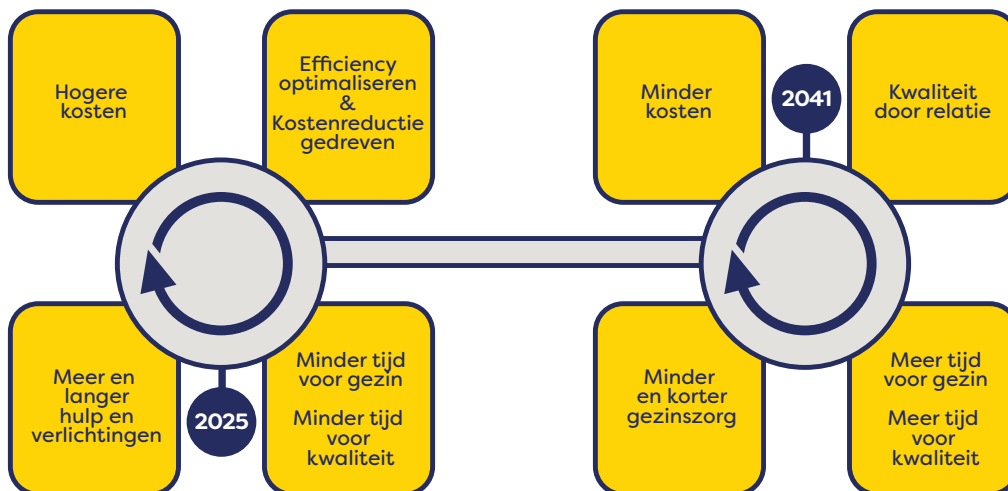 Hogere
kosten
Efficiency
optimaliseren
&
Kostenreductie
gedreven
Meer en
langer
hulp en
verlichtingen
2025
Minder tijd
voor gezin
Minder tijd
voor
kwaliteit
Minder
kosten
2041
Kwaliteit
door relatie
Minder
en korter
gezinszorg
Meer tijd
voor gezin
Meer tijd
voor
kwaliteit